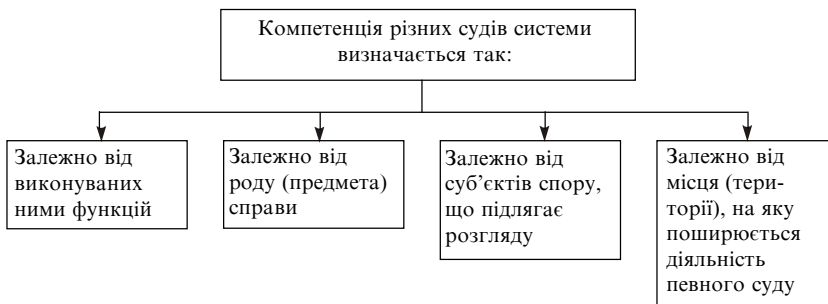 Компетенція різних судів системи
визначається так:
Залежно від
виконуваних
ними функцій
Залежно від
роду (предмета)
справи
Залежно від
суб’єктів спору,
що підлягає
розгляду
Залежно від
місця (тери-
торії), на яку
поширюється
діяльність
певного суду